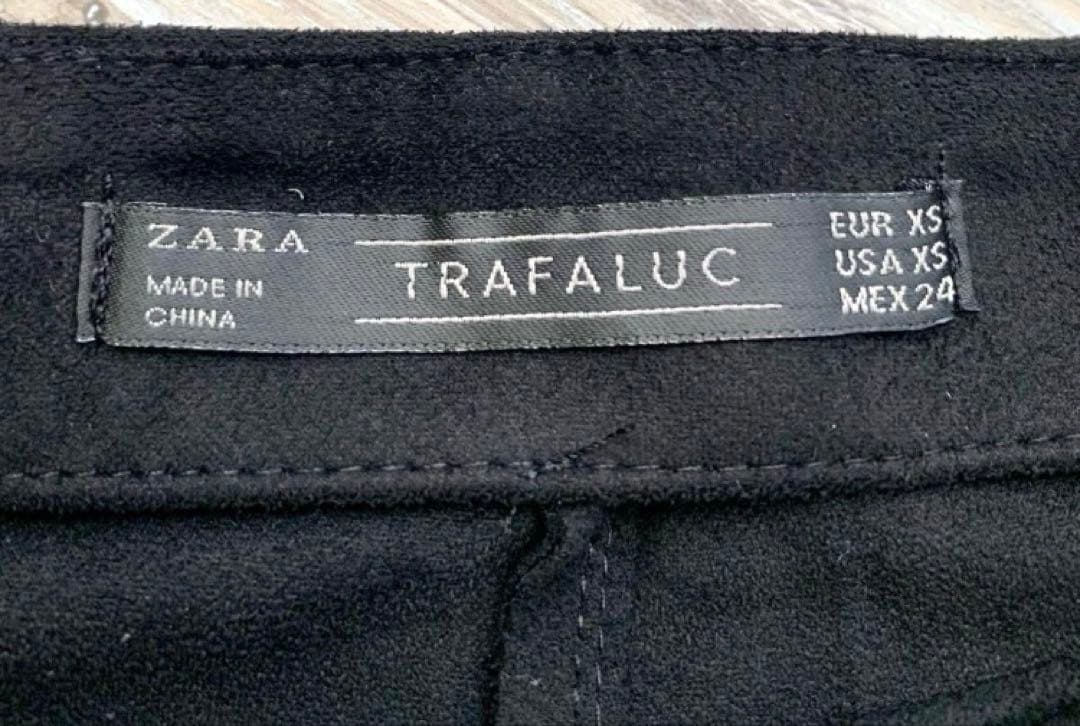 ZARA
MADE IN
CHINA
TRAFALUC
EUR XS
USA XS
MEX 24